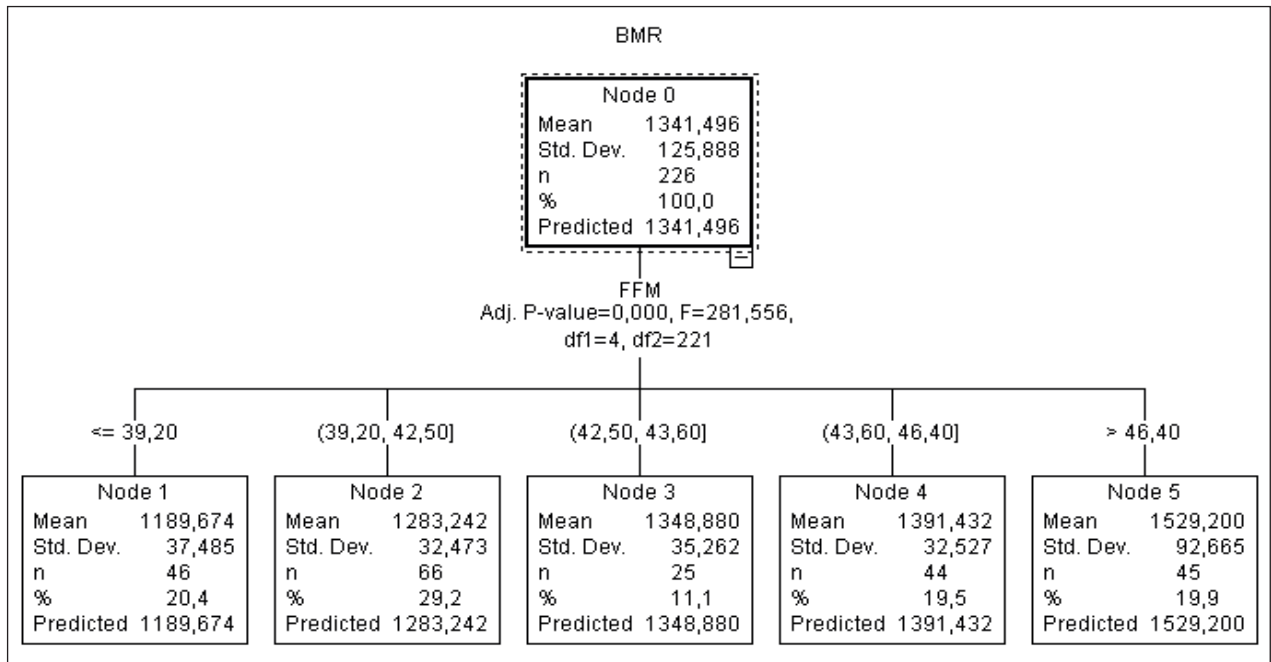 BMR
Node 0
Mean 1341,496
Std. Dev. 125,888
n 226
% 100,0
Predicted 1341,496
FFM
Adj. P-value=0,000, F=281,556,
df1=4, df2=221
<= 39,20
(39,20, 42,50]
(42,50, 43,60]
(43,60, 46,40]
> 46,40
Node 1
Mean 1189,674
Std. Dev. 37,485
n 46
% 20,4
Predicted 1189,674
Node 2
Mean 1283,242
Std. Dev. 32,473
n 66
% 29,2
Predicted 1283,242
Node 3
Mean 1348,880
Std. Dev. 35,262
n 25
% 11,1
Predicted 1348,880
Node 4
Mean 1391,432
Std. Dev. 32,527
n 44
% 19,5
Predicted 1391,432
Node 5
Mean 1529,200
Std. Dev. 92,665
n 45
% 19,9
Predicted 1529,200